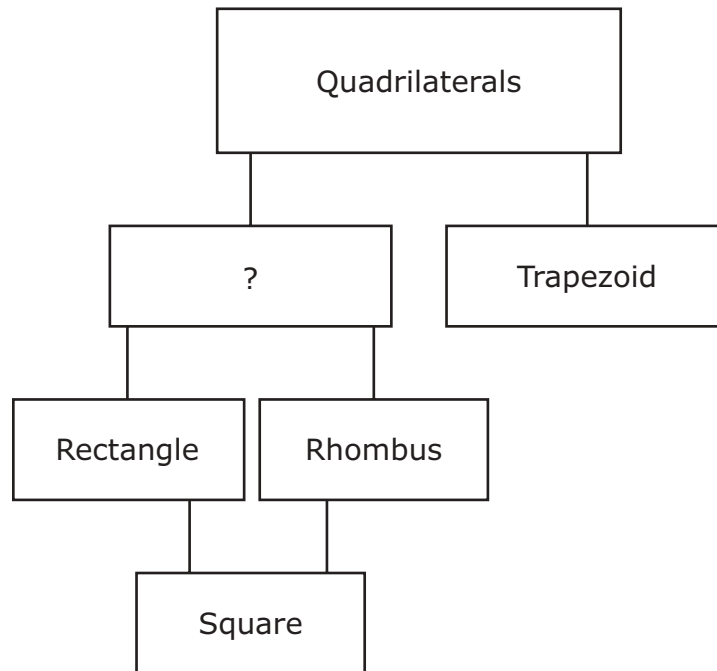 Quadrilaterals
?
Trapezoid
Rectangle
Rhombus
Square